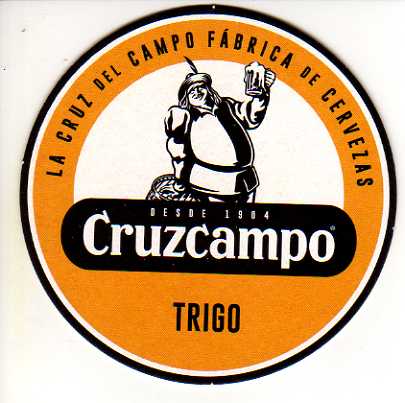 LA CRUZ DEL CAMPO FÁBRICA DE CERVEZAS
DESDE 1904
Cruzcampo®
TRIGO